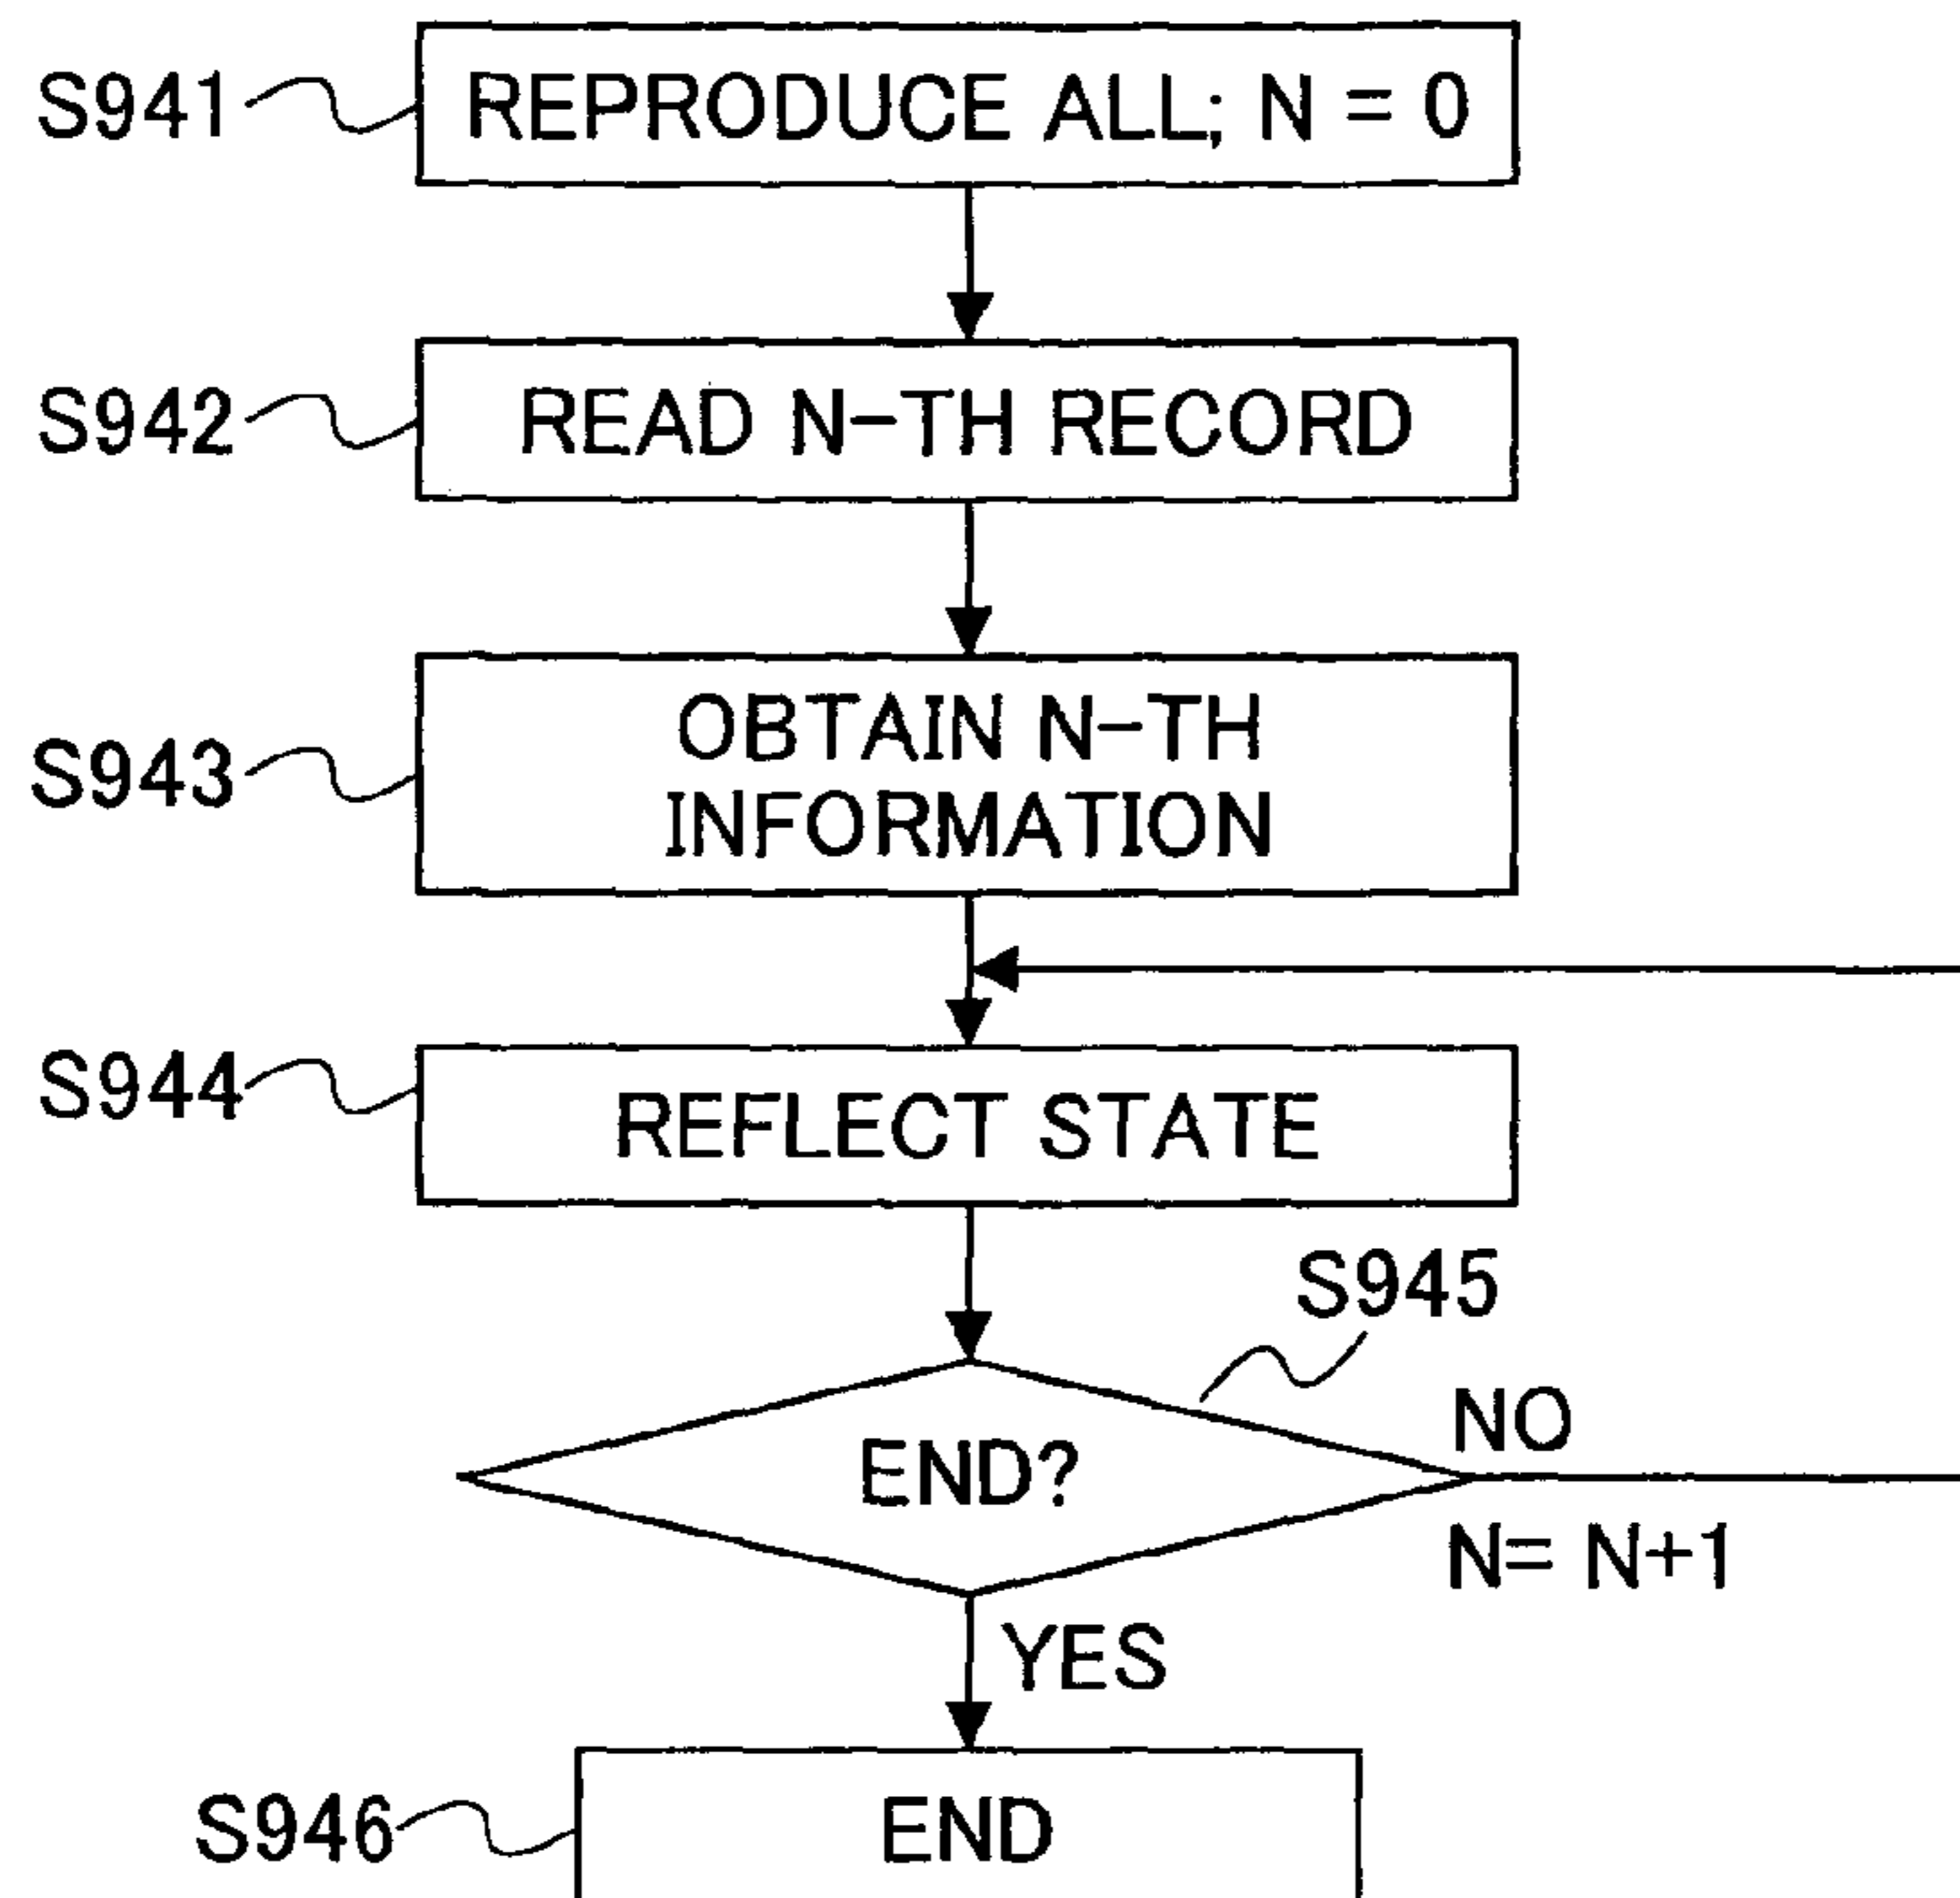 S941
REPRODUCE ALL; N = 0
S942
READ N-TH RECORD
S943
OBTAIN N-TH
INFORMATION
S944
REFLECT STATE
S945
END?
NO
N= N+1
YES
S946
END